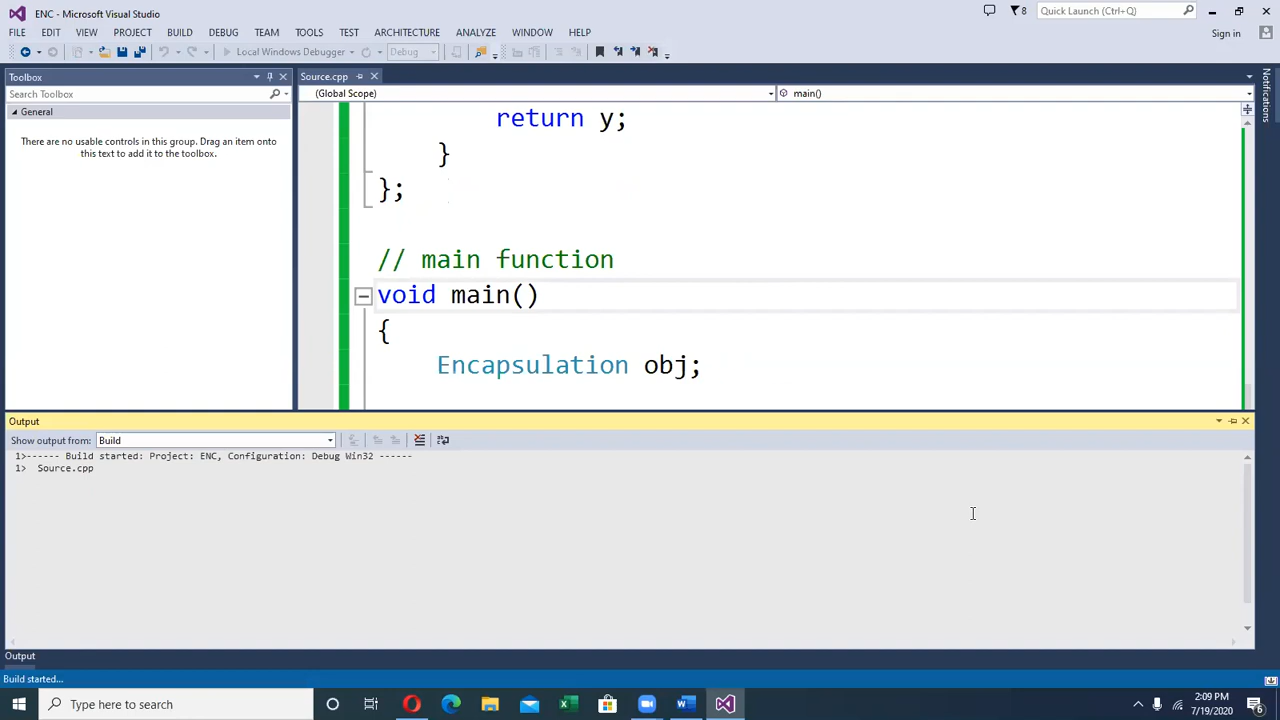 ENC - Microsoft Visual Studio
8
Quick Launch (Ctrl+Q)
FILE EDIT VIEW PROJECT BUILD DEBUG TEAM TOOLS TEST ARCHITECTURE ANALYZE WINDOW HELP
Sign in
Local Windows Debugger
Debug
Toolbox
Source.cpp
Notifications
Search Toolbox
(Global Scope)
main()
General
There are no usable controls in this group. Drag an item onto
this text to add it to the toolbox.
return y;
}
};
// main function
void main()
{
Encapsulation obj;
Output
Show output from: Build
1>------ Build started: Project: ENC, Configuration: Debug Win32 ------
1> Source.cpp
Output
Build started...
Type here to search
2:09 PM
7/19/2020
6